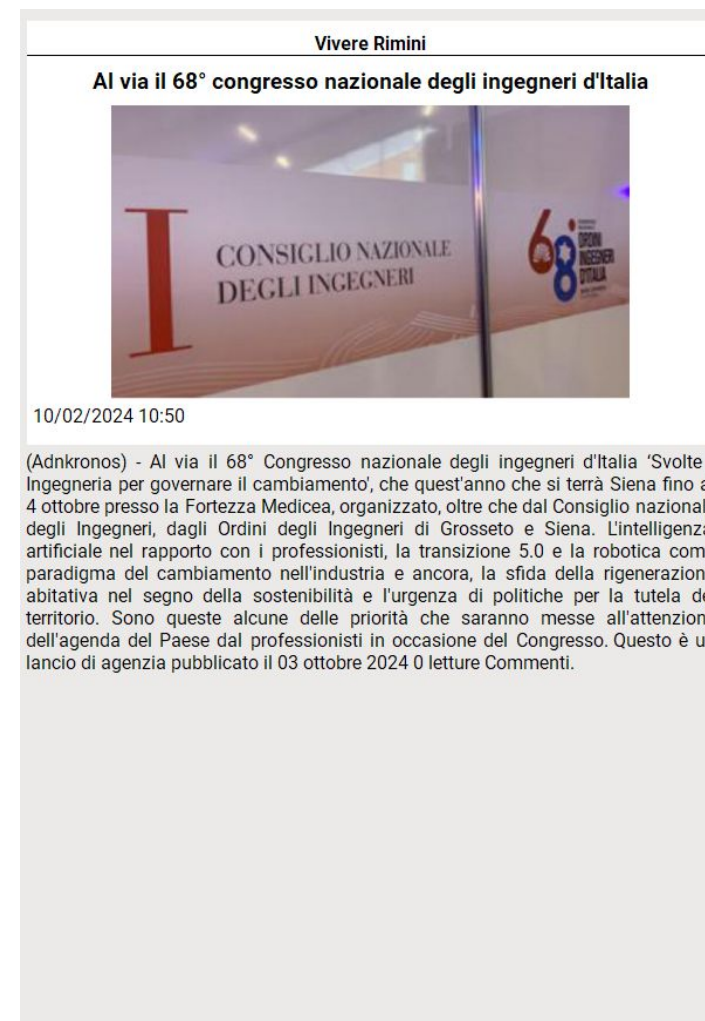 Vivere Rimini
Al via il 68° congresso nazionale degli ingegneri d'Italia
I
CONSIGLIO NAZIONALE
DEGLI INGEGNERI
68°
ORDINI
INGEGNERI
D'ITALIA
10/02/2024 10:50
(Adnkronos) - Al via il 68° Congresso nazionale degli ingegneri d'Italia ‘Svolte
Ingegneria per governare il cambiamento', che quest'anno che si terrà Siena fino a
4 ottobre presso la Fortezza Medicea, organizzato, oltre che dal Consiglio nazional
degli Ingegneri, dagli Ordini degli Ingegneri di Grosseto e Siena. L'intelligenza
artificiale nel rapporto con i professionisti, la transizione 5.0 e la robotica com
paradigma del cambiamento nell'industria e ancora, la sfida della rigenerazion
abitativa nel segno della sostenibilità e l'urgenza di politiche per la tutela de
territorio. Sono queste alcune delle priorità che saranno messe all'attenzion
dell'agenda del Paese dal professionisti in occasione del Congresso. Questo è u
lancio di agenzia pubblicato il 03 ottobre 2024 0 letture Commenti.